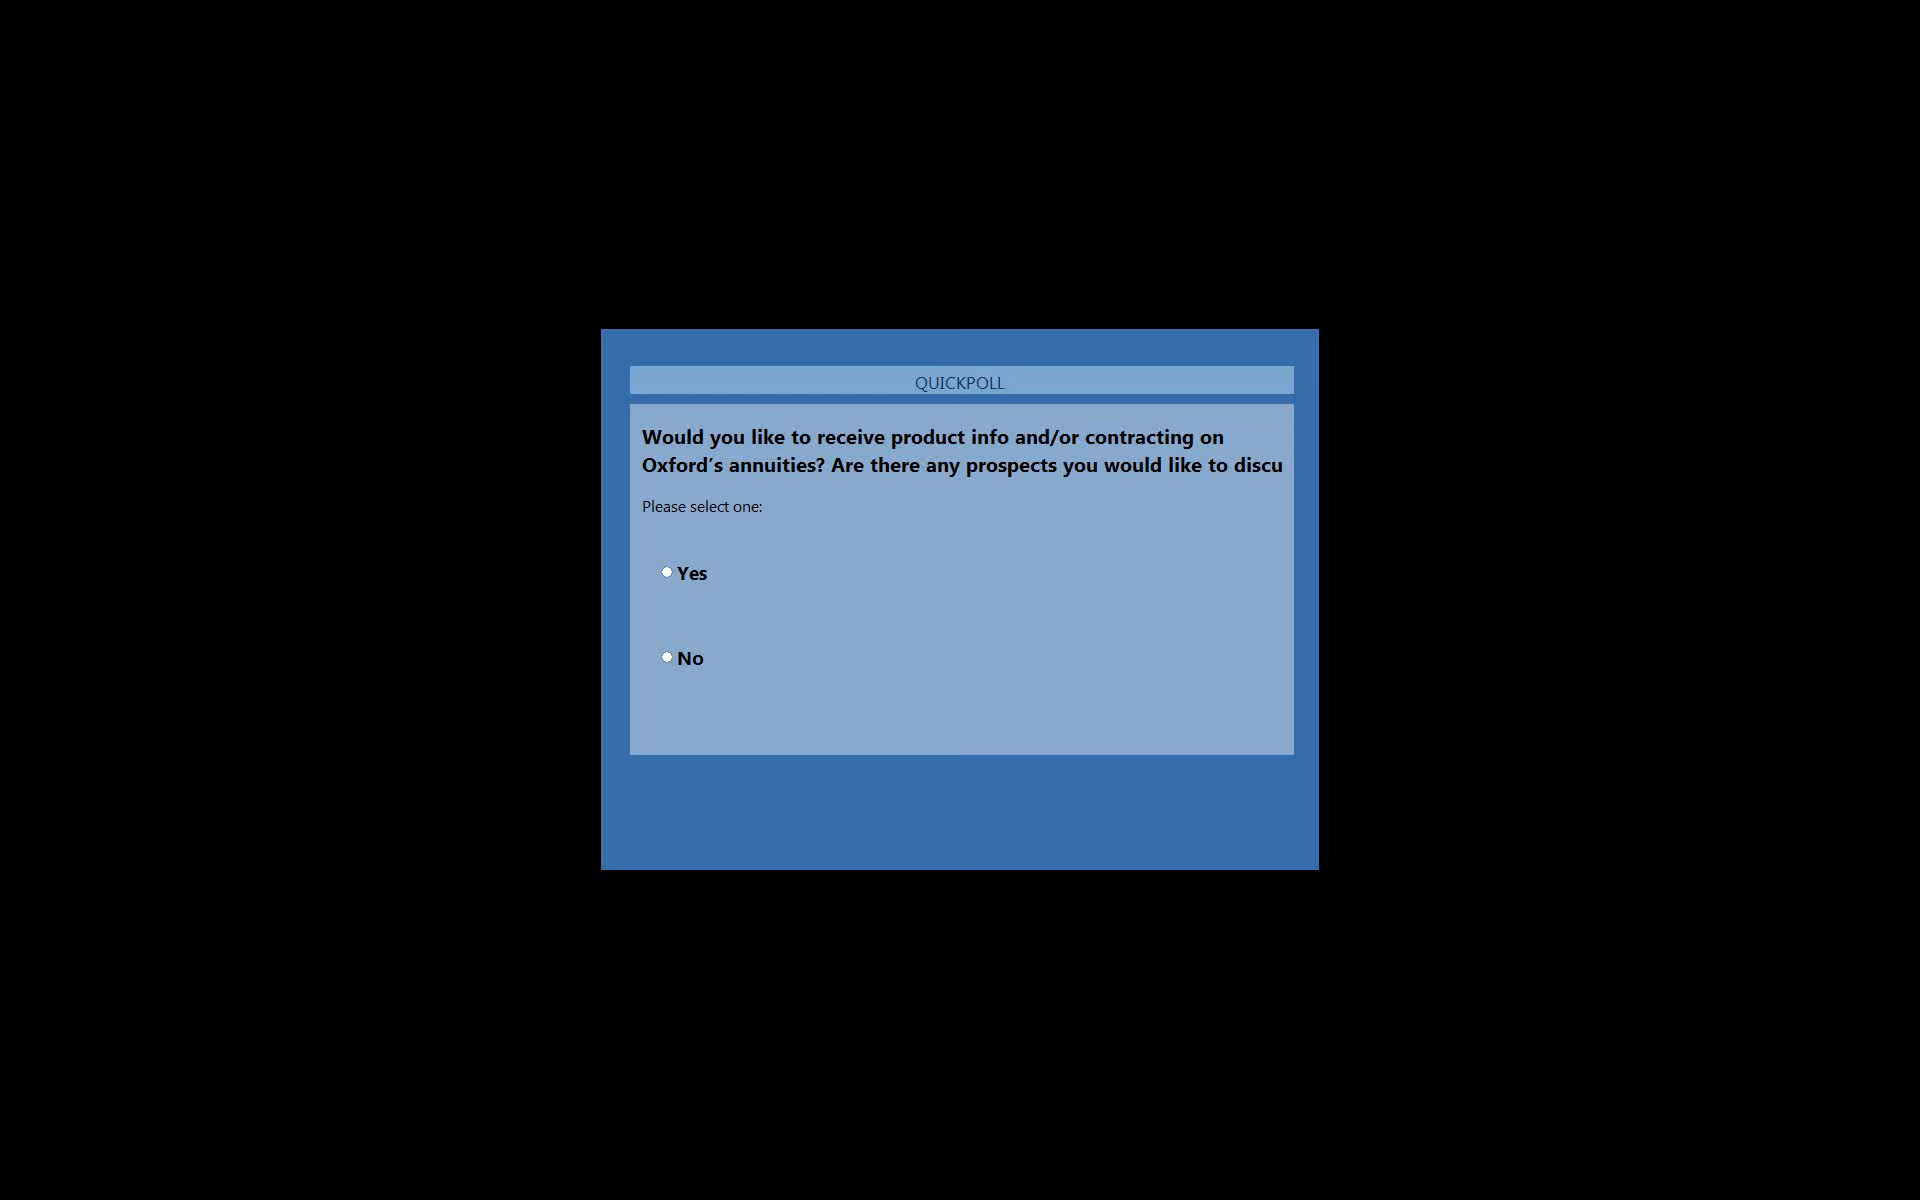 QUICKPOLL
Would you like to receive product info and/or contracting on
Oxford’s annuities? Are there any prospects you would like to discu
Please select one:
Yes
No